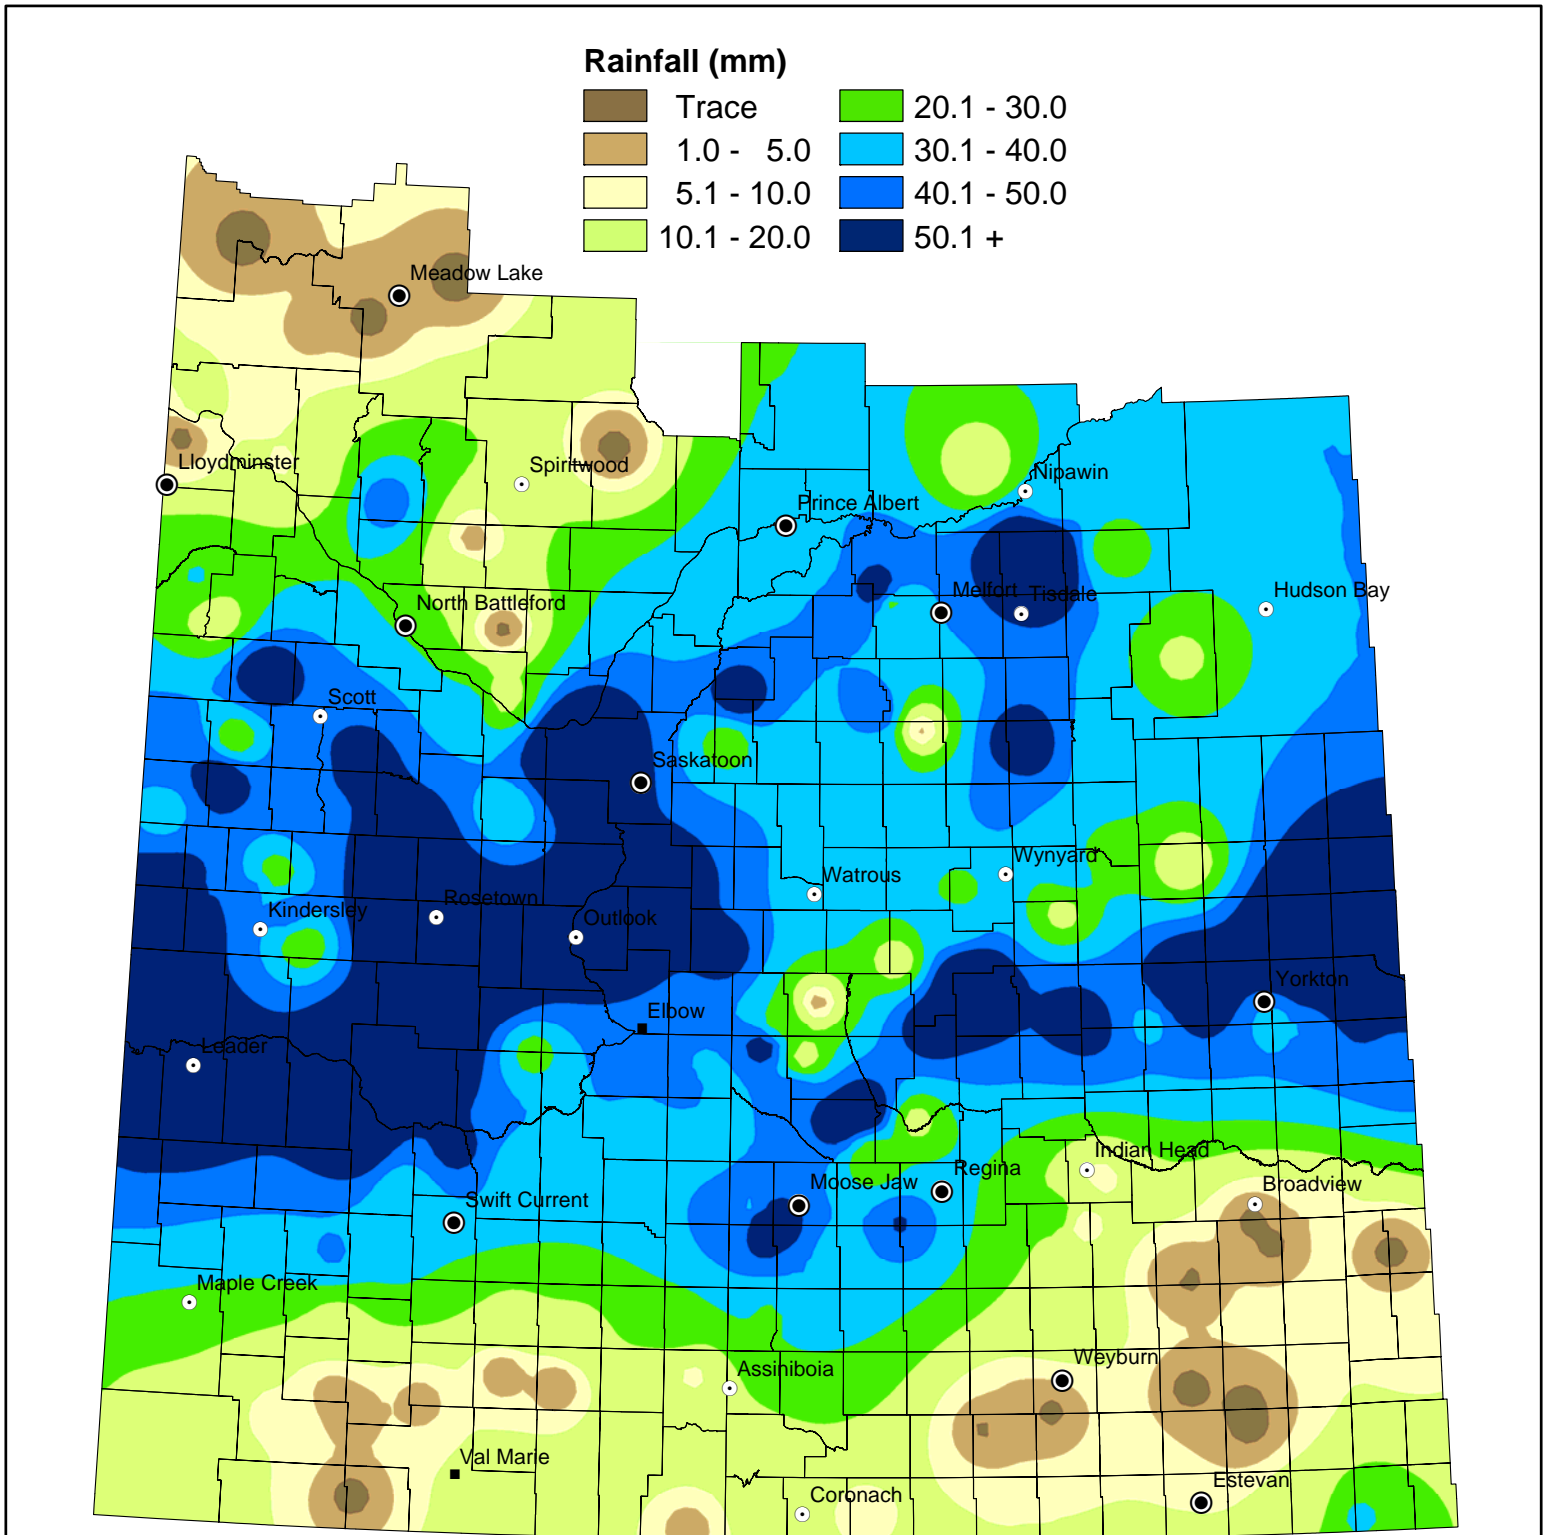 Rainfall (mm)
Trace
20.1 - 30.0
1.0 - 5.0
30.1 - 40.0
5.1 - 10.0
40.1 - 50.0
10.1 - 20.0
50.1 +
Meadow Lake
Lloydminster
Spiritwood
Nipawin
Prince Albert
North Battleford
Melfort
Tisdale
Hudson Bay
Scott
Saskatoon
Wynyard
Watrous
Rosetown
Kindersley
Outlook
Yorkton
Elbow
Leader
Indian Head
Regina
Moose Jaw
Broadview
Swift Current
Maple Creek
Weyburn
Assiniboia
Val Marie
Estevan
Coronach